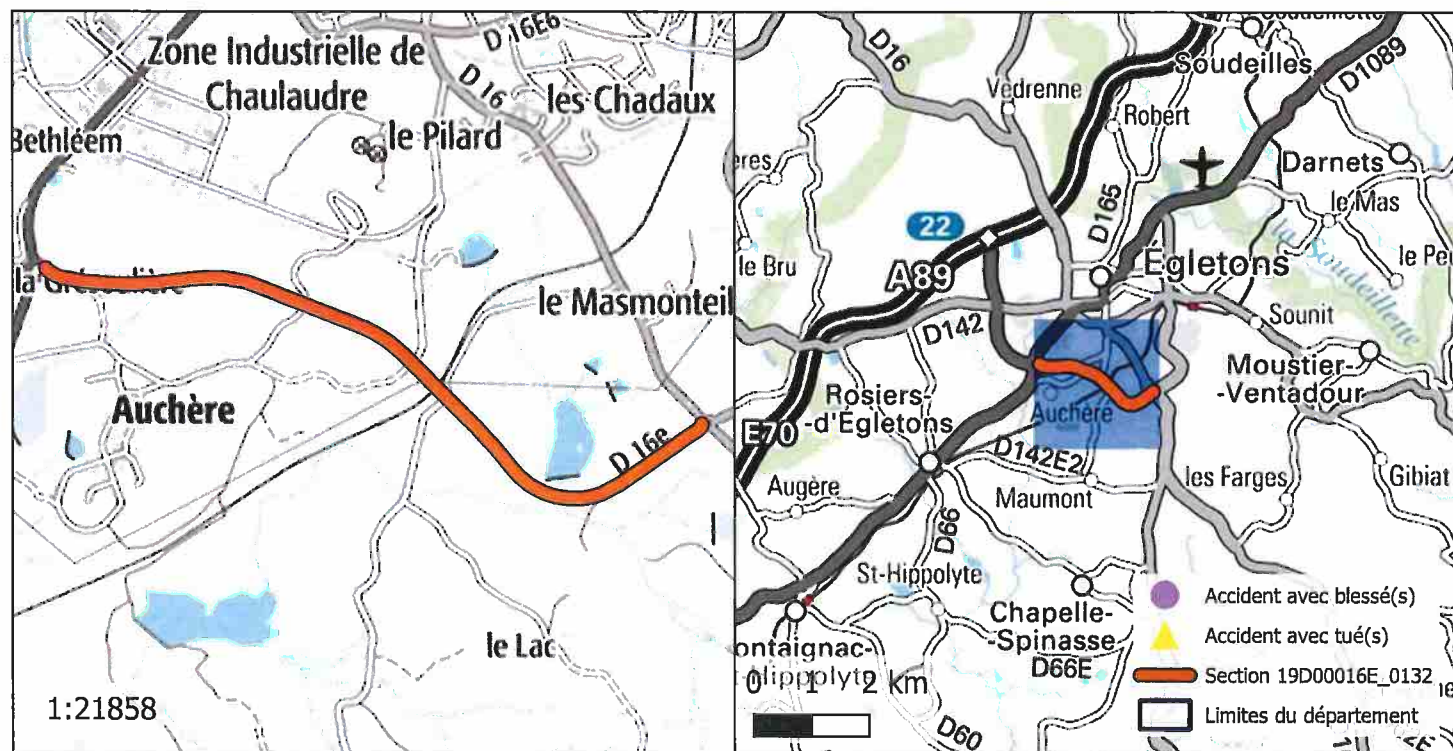 D 16E6
Zone Industrielle de
Chaulaudre
D 16
les Chadaux
Bethléem
le Pilard
le Masmonteil
Auchère
D 16e
le Lac
1:21858
D16
Soudeilles
D1089
Vedrenne
Robert
Darnets
D165
le Mas
22
la Soudeillette
le Bru
A89
Égletons
D142
Sounit
Moustier-
-Ventadour
Rosiers-
-d'Égletons
Auchère
E70
D142E2
les Farges
Gibiat
Augère
Maumont
D66
St-Hippolyte
Chapelle-
-Spinasse
D66E
ontaignac-
0 1 2 km
D60
Accident avec blessé(s)
Accident avec tué(s)
Section 19D00016E_0132
Limites du département